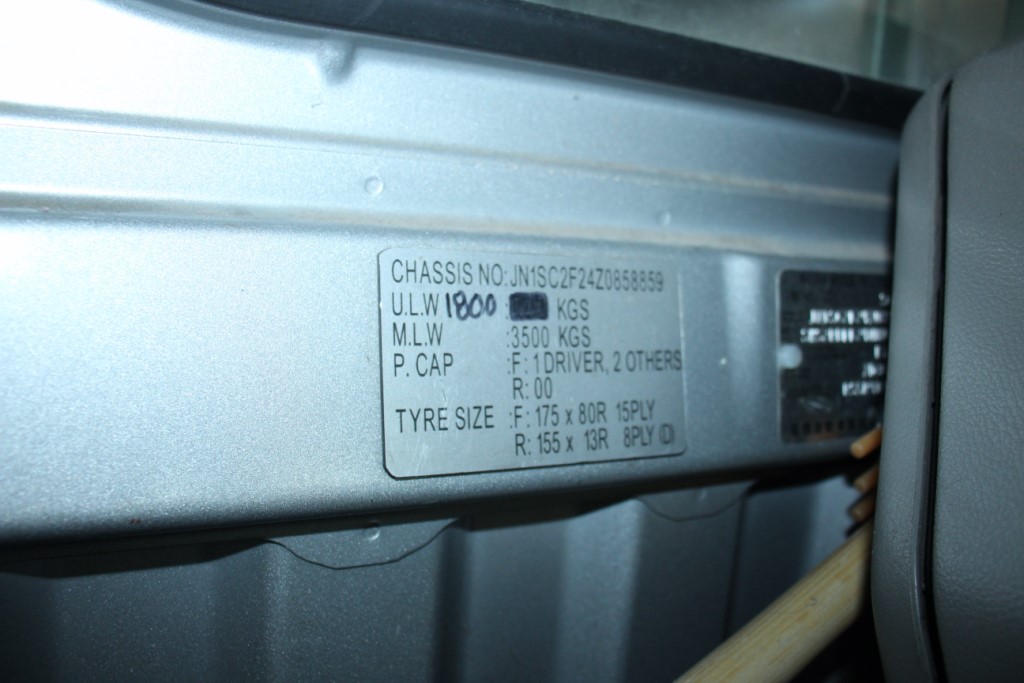 CHASSIS NO: JN1SC2F24Z0858859
U.L.W 1800 : KGS
M.L.W :3500 KGS
P. CAP :F: 1 DRIVER, 2 OTHERS
R: 00
TYRE SIZE :F: 175 x 80R 15PLY
R: 155 x 13R 8PLY (D)